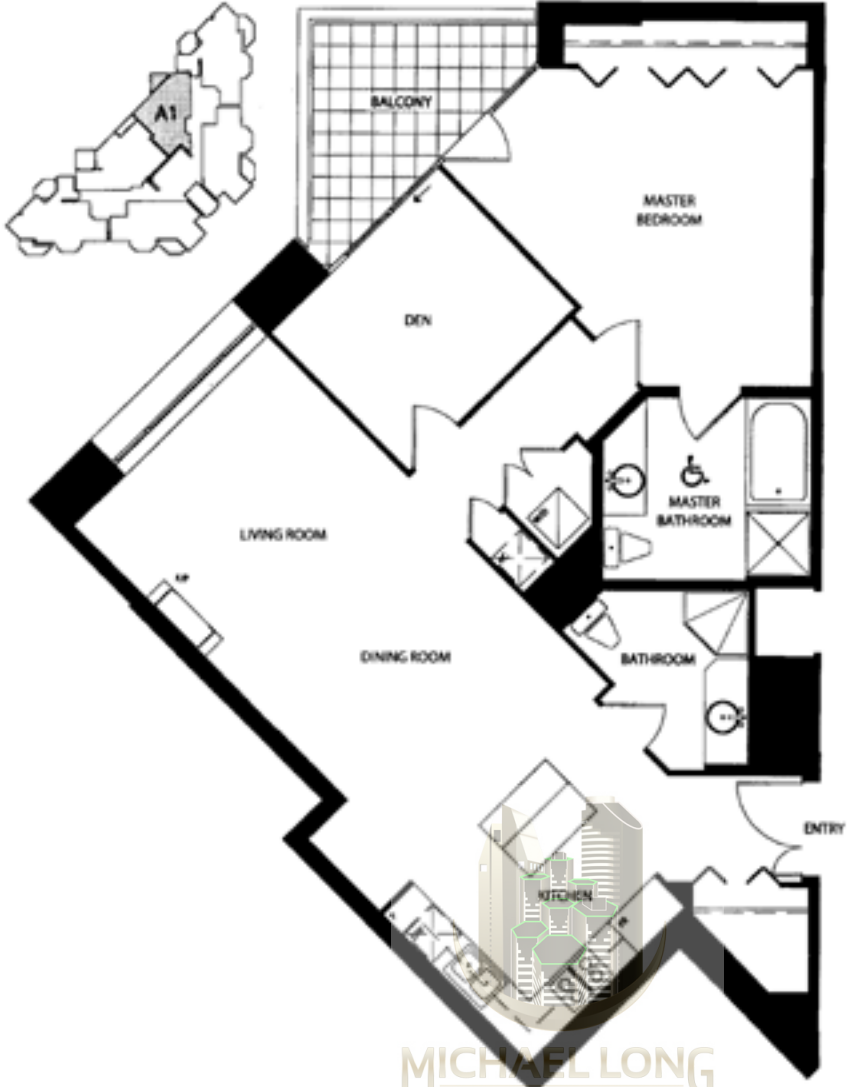 A1
BALCONY
MASTER
BEDROOM
DEN
W/D
LIVING ROOM
F/P
MASTER
BATHROOM
DINING ROOM
BATHROOM
ENTRY
KITCHEN
MICHAEL LONG